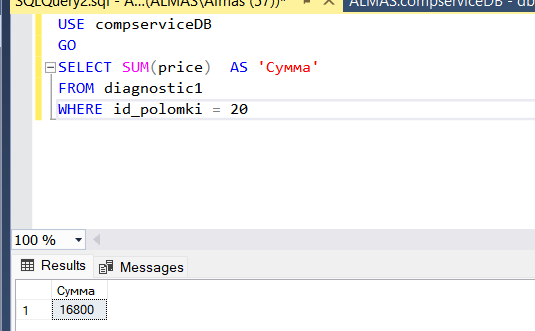 SQLQuery2.sql - A...(ALMAS\Almas (57))*
ALMAS.compserviceDB - db
USE compserviceDB
GO
SELECT SUM(price)  AS 'Сумма'
FROM diagnostic1
WHERE id_polomki = 20
100 %
Results
Messages
Сумма
1
16800